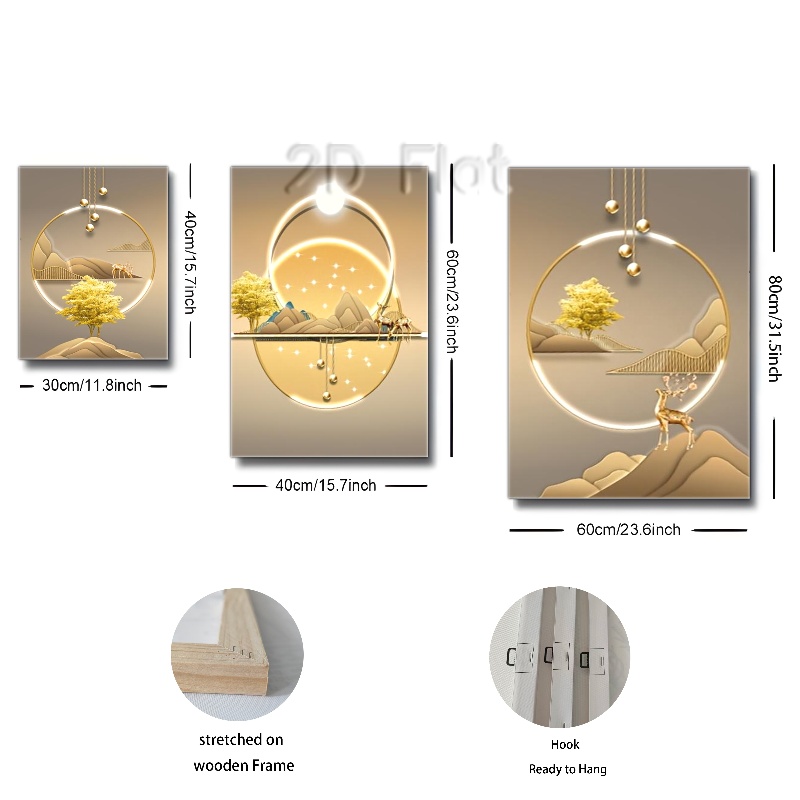 2D Flat
40cm/15.7inch
30cm/11.8inch
60cm/23.6inch
40cm/15.7inch
80cm/31.5inch
60cm/23.6inch
stretched on
wooden Frame
Hook
Ready to Hang